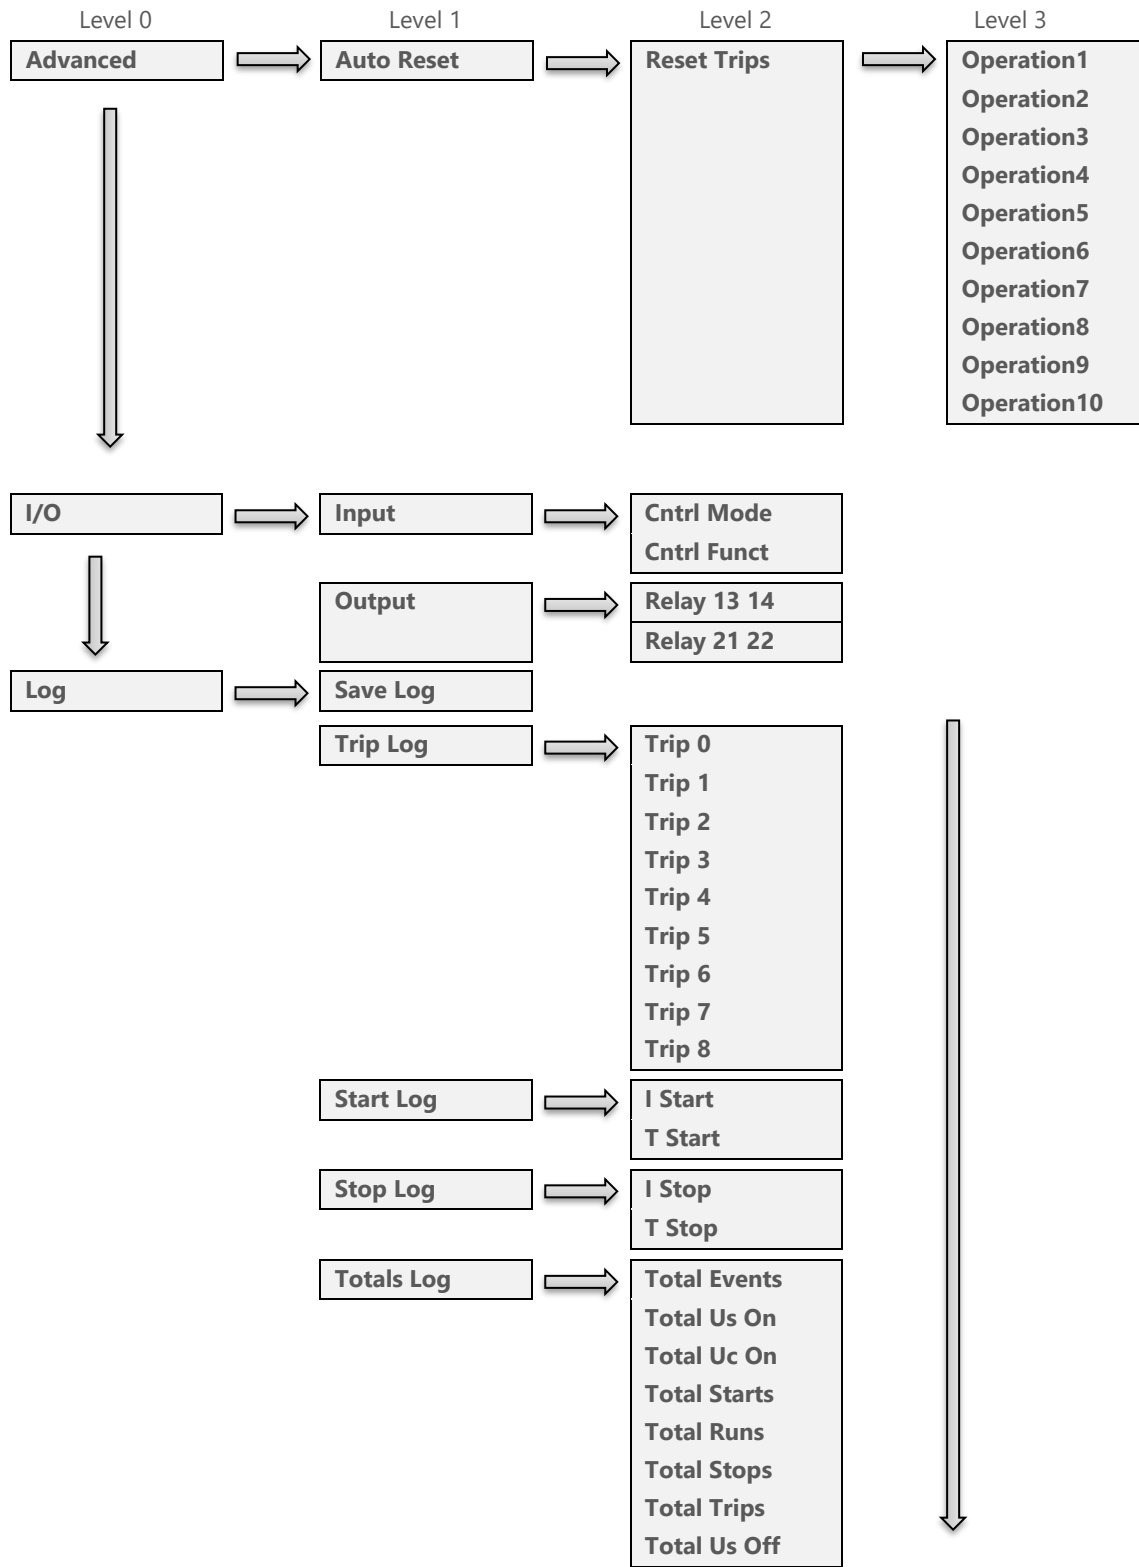 Level 0 Level 1 Level 2 Level 3
Advanced Auto Reset Reset Trips Operation1
Operation2
Operation3
Operation4
Operation5
Operation6
Operation7
Operation8
Operation9
Operation10
I/O Input Cntrl Mode
Cntrl Funct
Output Relay 13 14
Relay 21 22
Log Save Log
Trip Log Trip 0
Trip 1
Trip 2
Trip 3
Trip 4
Trip 5
Trip 6
Trip 7
Trip 8
Start Log I Start
T Start
Stop Log I Stop
T Stop
Totals Log Total Events
Total Us On
Total Uc On
Total Starts
Total Runs
Total Stops
Total Trips
Total Us Off